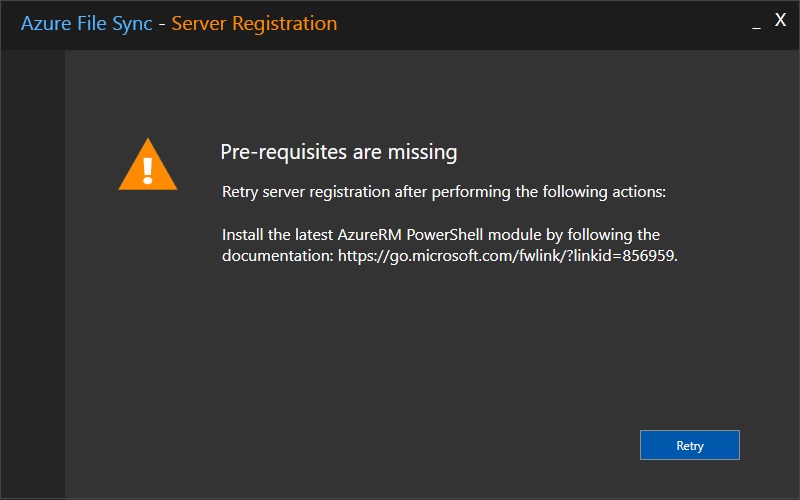 Azure File Sync - Server Registration
_ X
Pre-requisites are missing
Retry server registration after performing the following actions:
Install the latest AzureRM PowerShell module by following the
documentation: https://go.microsoft.com/fwlink/?linkid=856959.
Retry